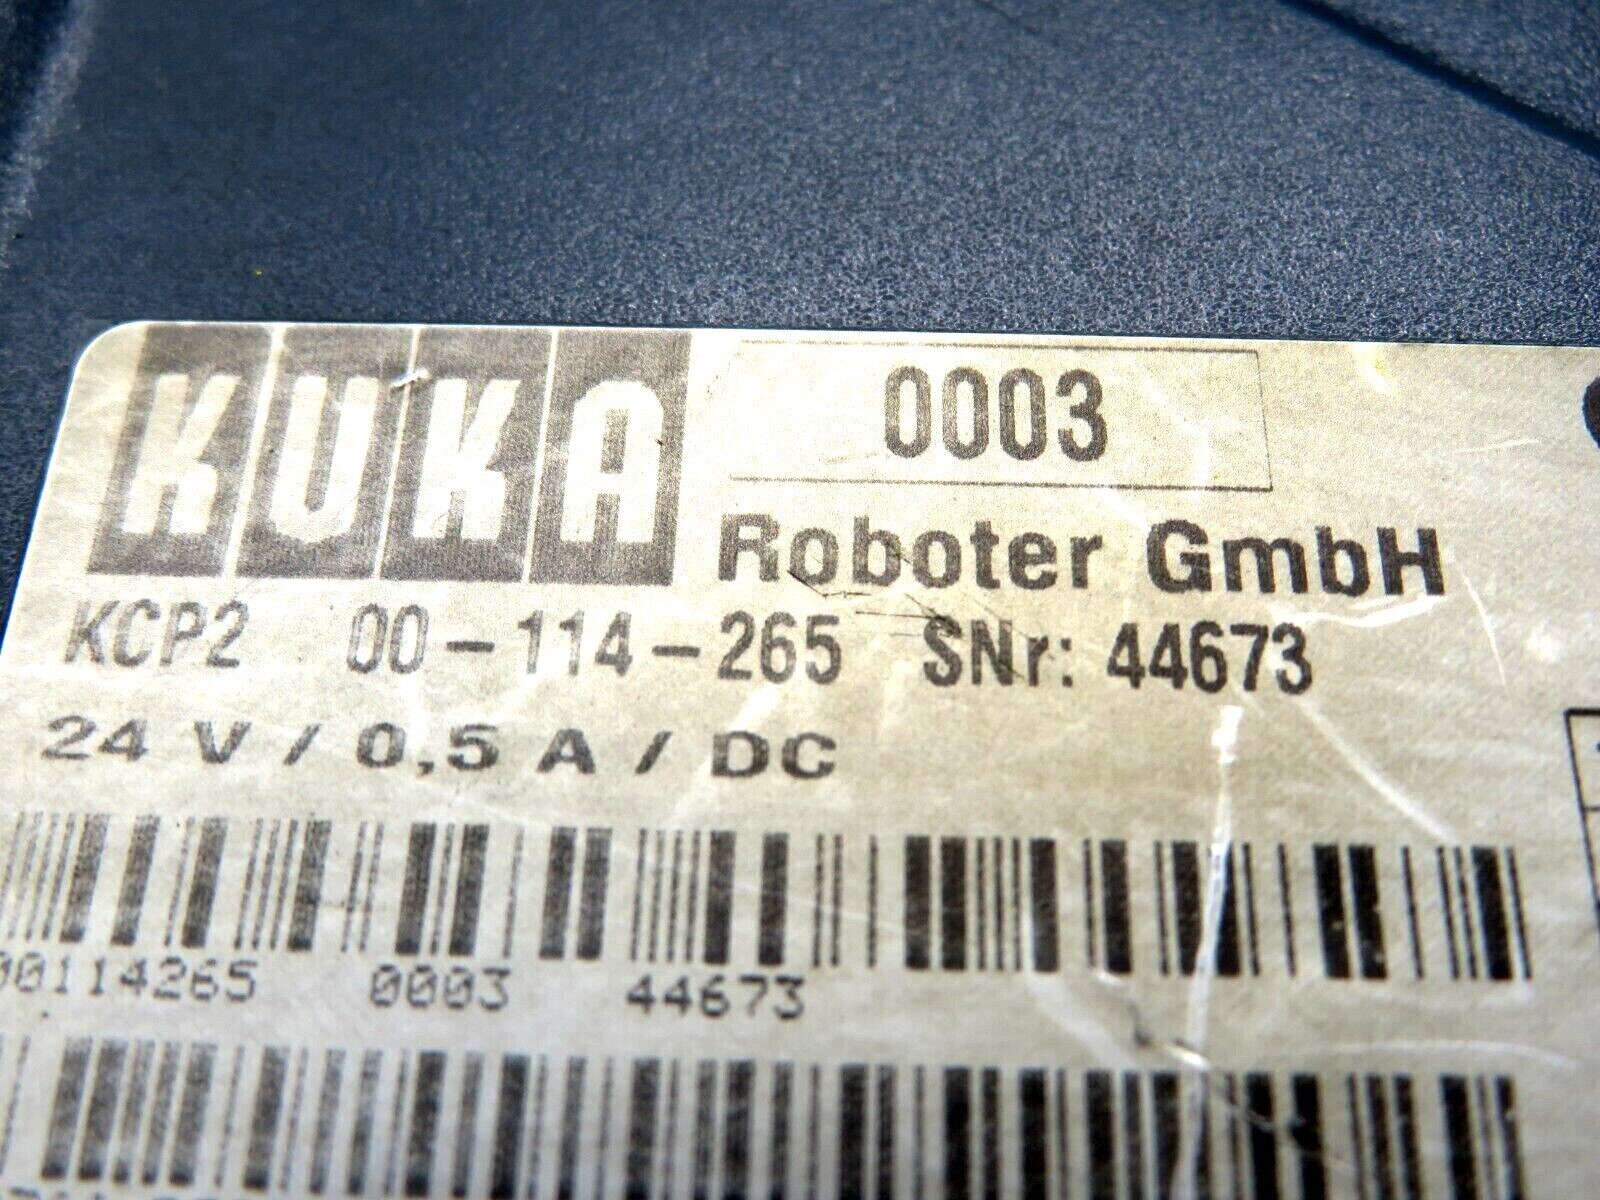 KUKA 0003
Roboter GmbH
KCP2 00-114-265 SNr: 44673
24 V / 0,5 A / DC
00114265 0003 44673